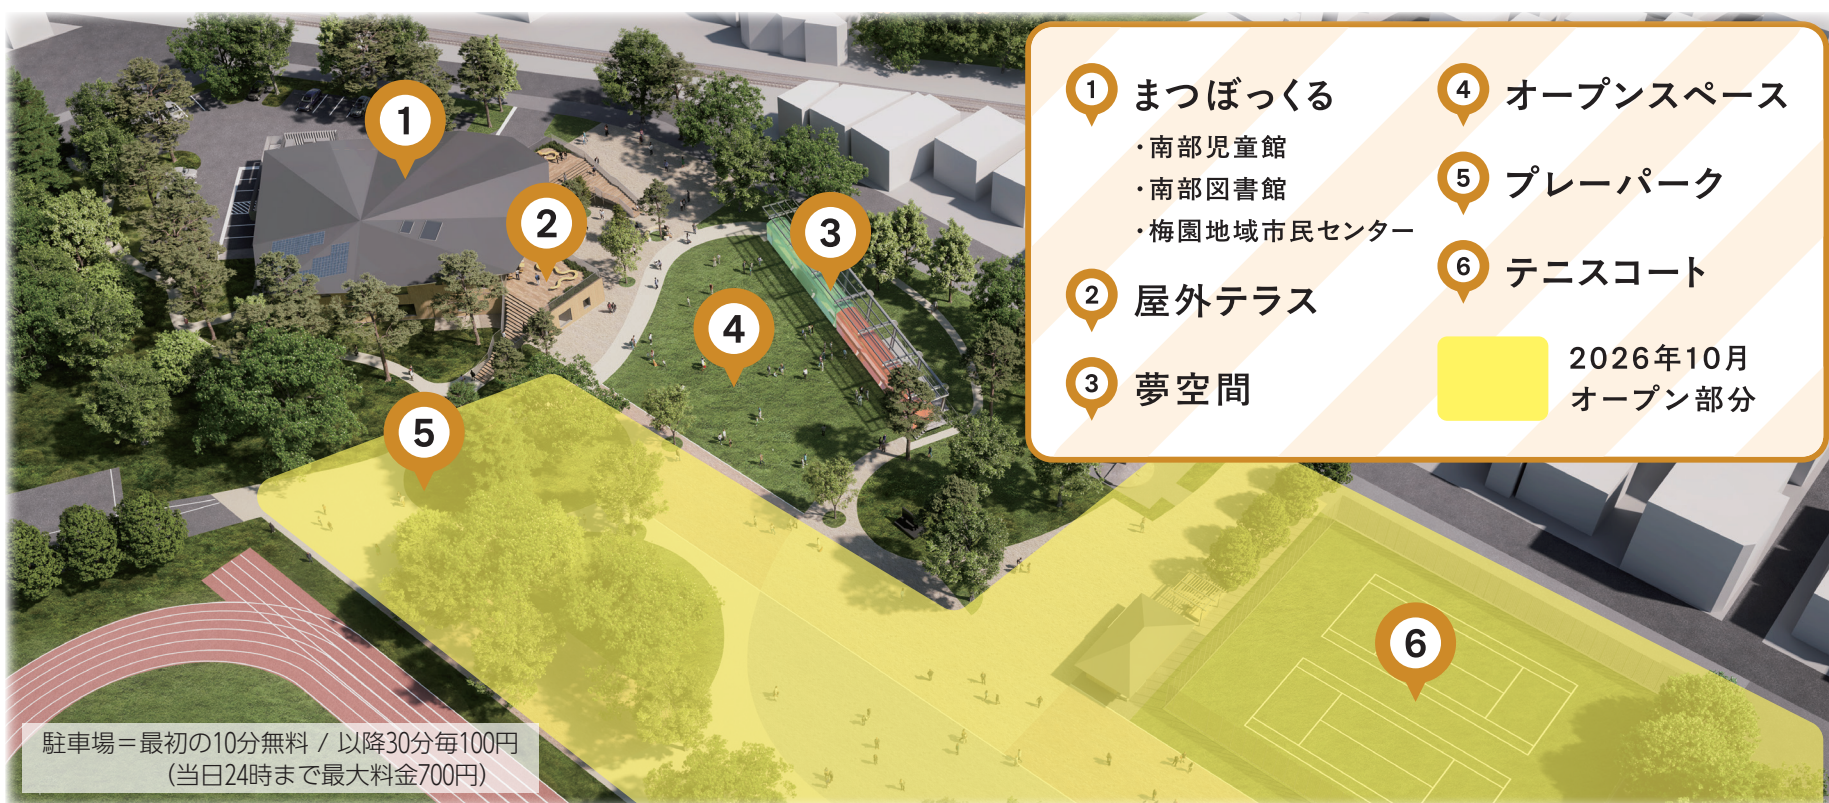 1
2
3
4
5
6
1 まつぼっくる
・南部児童館
・南部図書館
・梅園地域市民センター
2 屋外テラス
3 夢空間
4 オープンスペース
5 プレーパーク
6 テニスコート
2026年10月
オープン部分
駐車場＝最初の10分無料 / 以降30分毎100円
(当日24時まで最大料金700円)